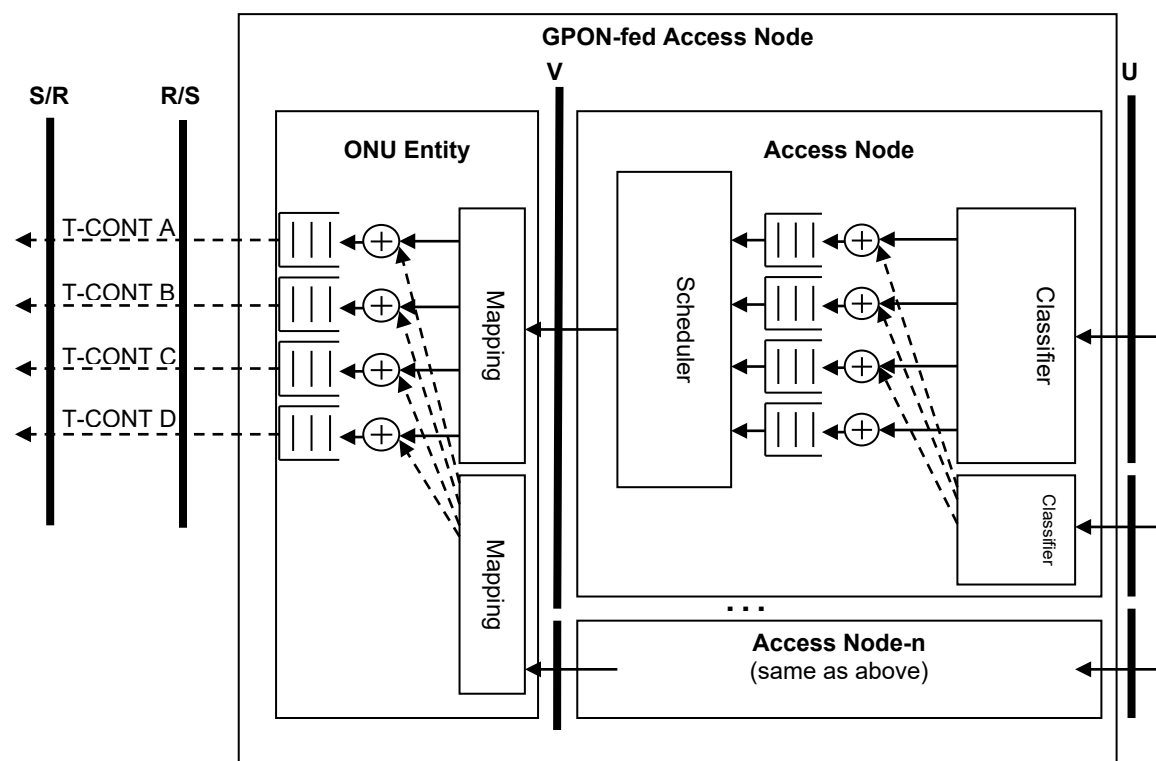 GPON-fed Access Node
V
U
S/R
R/S
ONU Entity
Access Node
T-CONT A
T-CONT B
T-CONT C
T-CONT D
Mapping
Scheduler
Classifier
Mapping
Classifier
...
Access Node-n
(same as above)